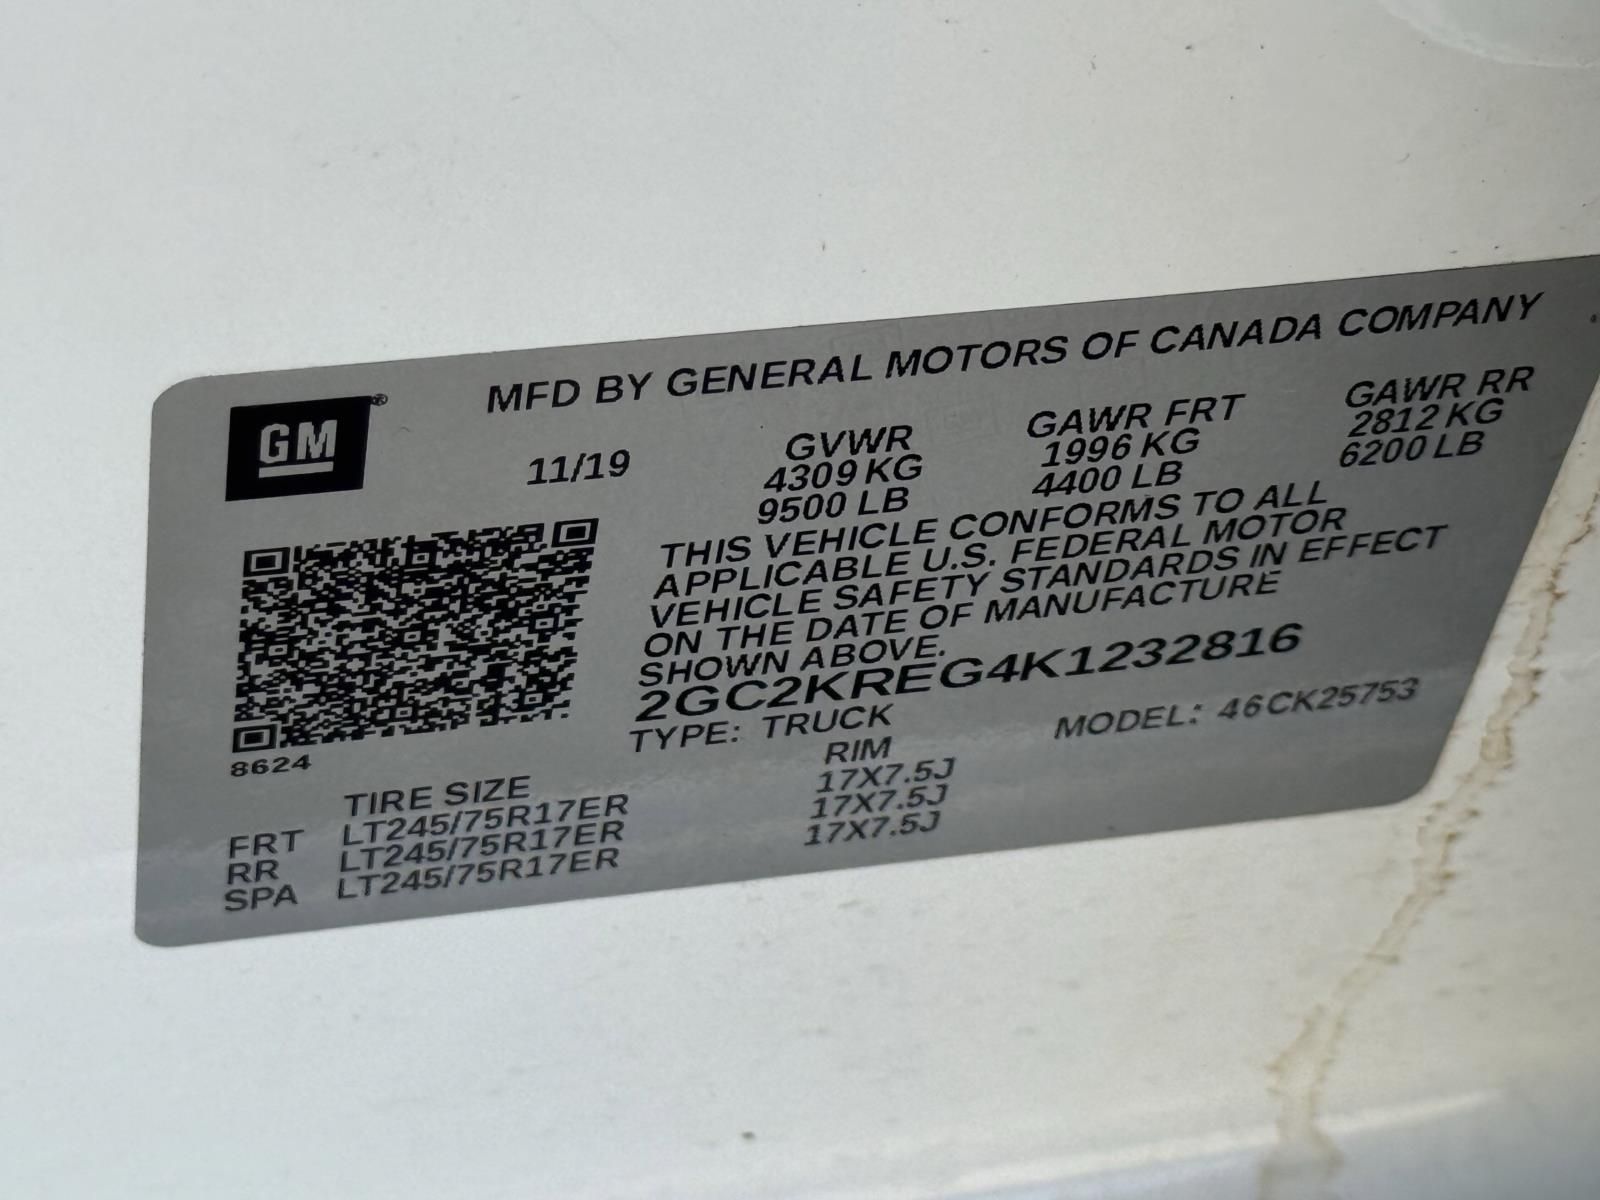 MFD BY GENERAL MOTORS OF CANADA COMPANY
GM®
11/19
GVWR
4309 KG
9500 LB
GAWR FRT
1996 KG
4400 LB
GAWR RR
2812 KG
6200 LB
THIS VEHICLE CONFORMS TO ALL
APPLICABLE U.S. FEDERAL MOTOR
VEHICLE SAFETY STANDARDS IN EFFECT
ON THE DATE OF MANUFACTURE
SHOWN ABOVE.
2GC2KREG4K1232816
TYPE: TRUCK
MODEL: 46CK25753
8624
TIRE SIZE RIM
FRT LT245/75R17ER 17X7.5J
RR LT245/75R17ER 17X7.5J
SPA LT245/75R17ER 17X7.5J